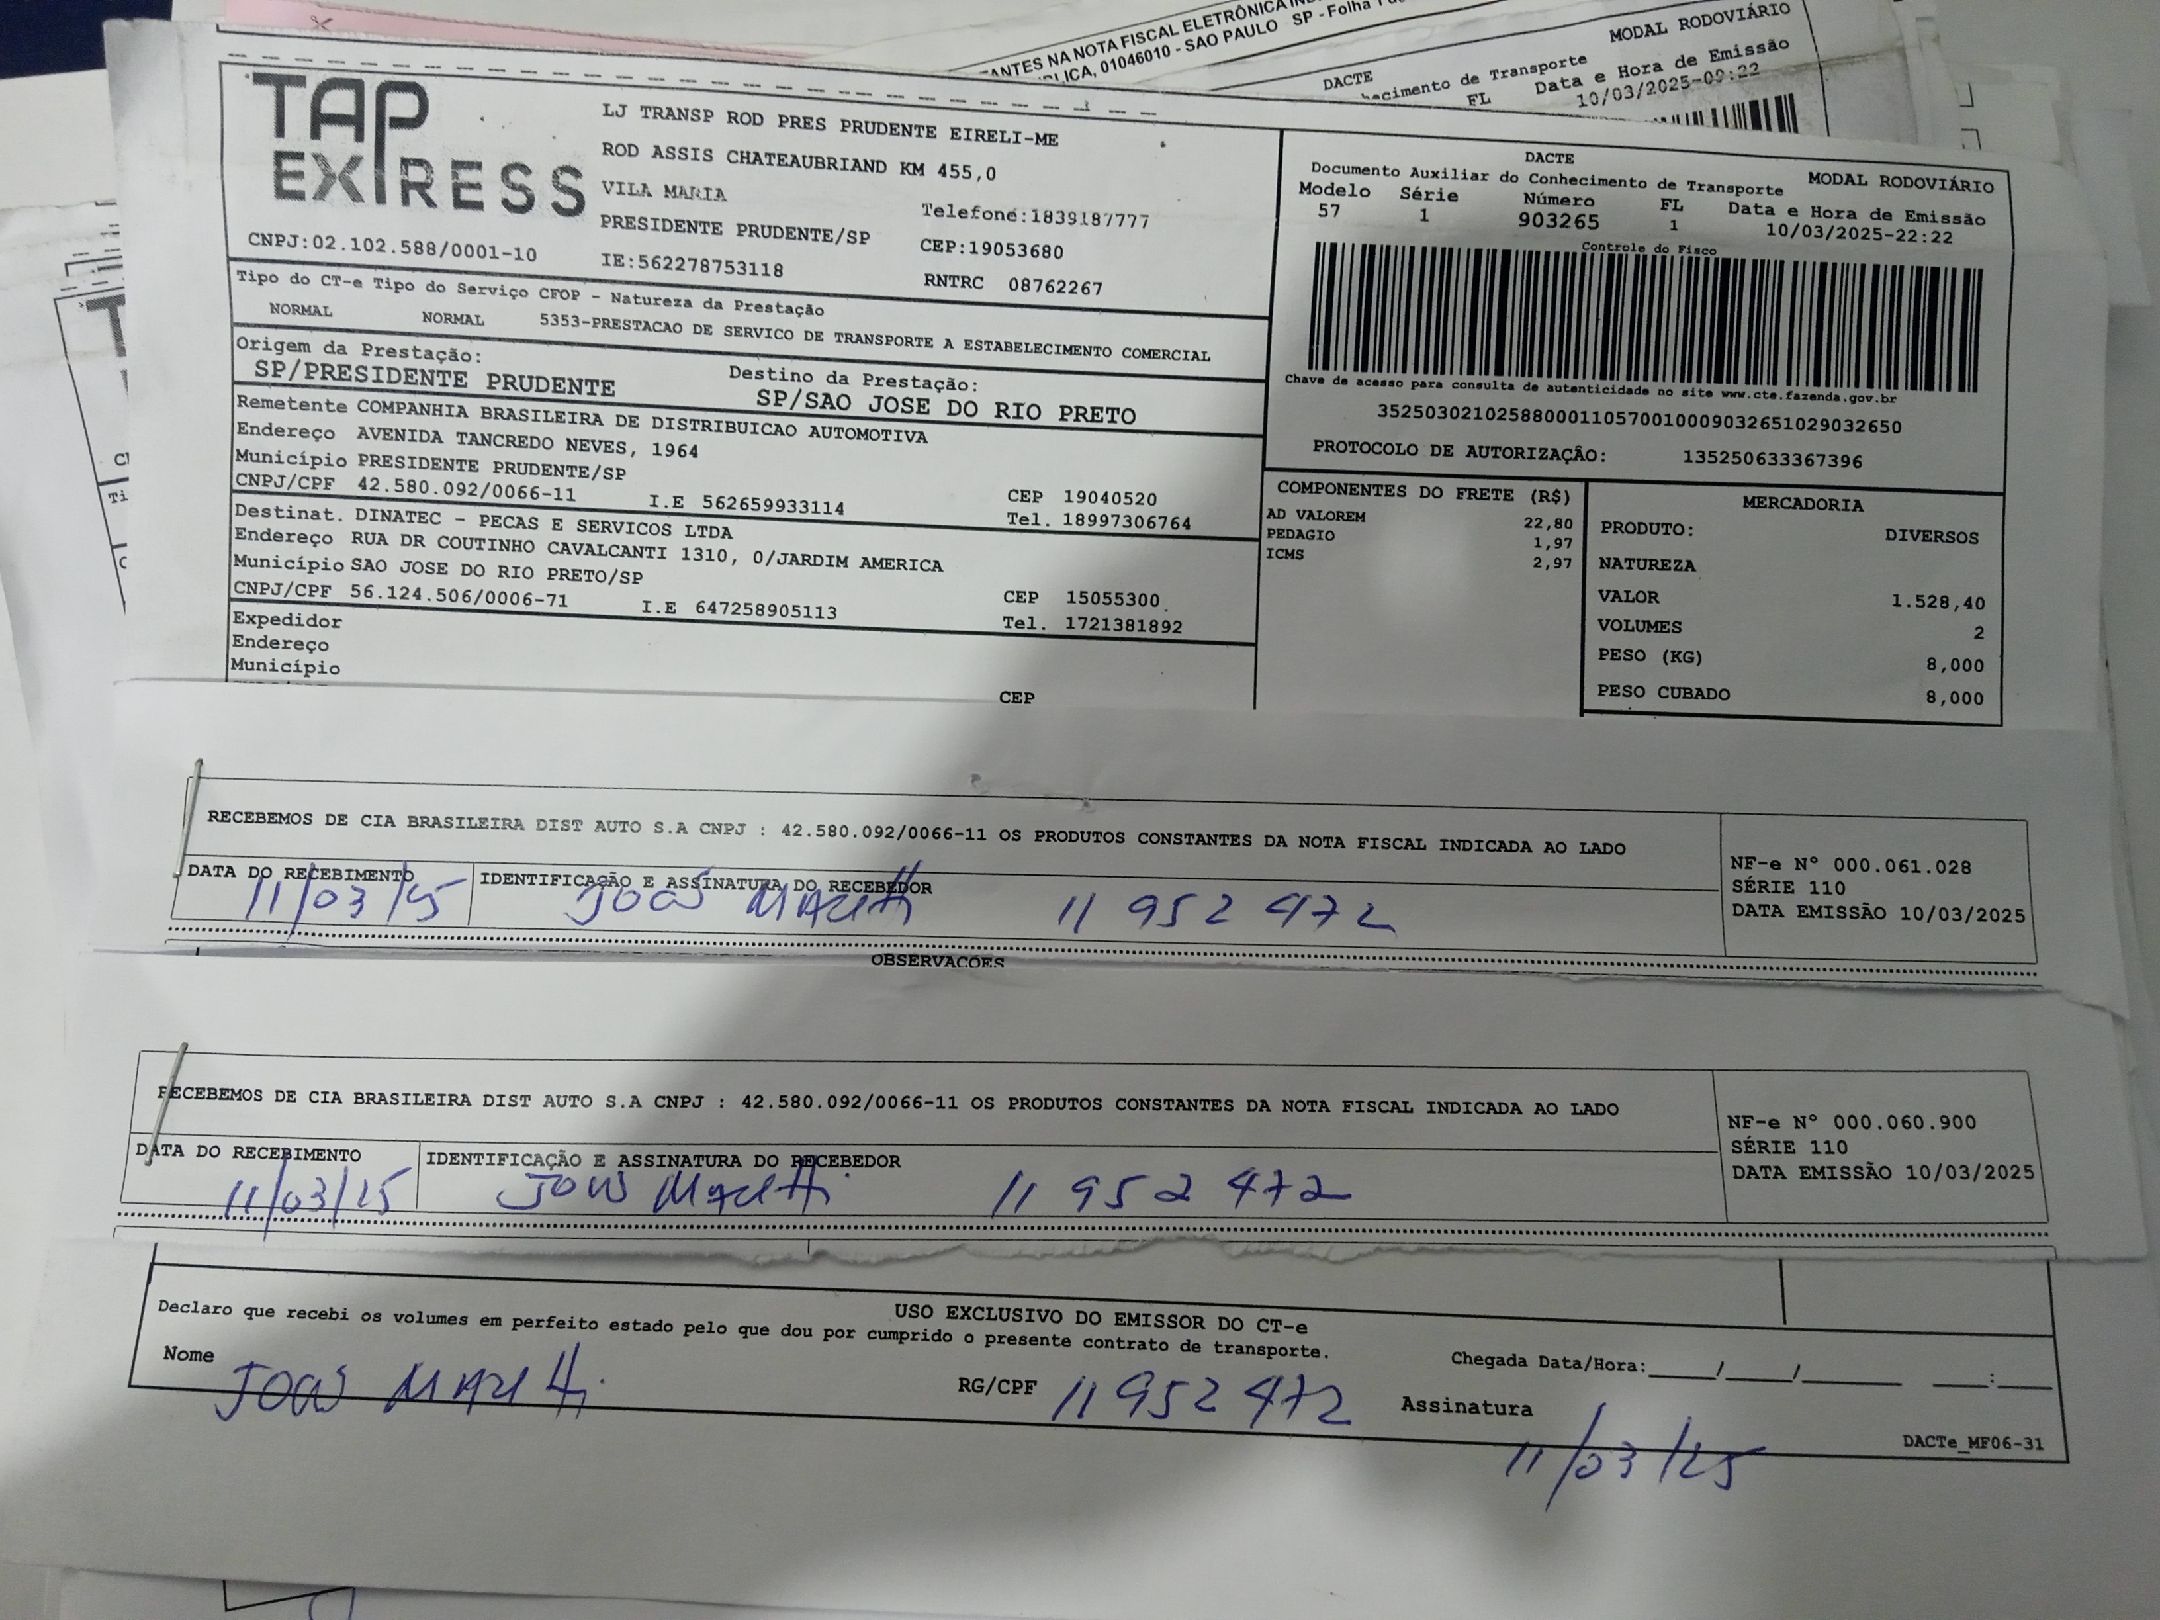 ANTES NA NOTA FISCAL ELETRÔNICA
LICA, 01046010 - SAO PAULO SP - Folha
MODAL RODOVIÁRIO
DACTE
hecimento de Transporte Data e Hora de Emissão
FL 10/03/2025-09:22
TAP
EXPRESS
LJ TRANSP ROD PRES PRUDENTE EIRELI-ME
ROD ASSIS CHATEAUBRIAND KM 455,0
VILA MARIA Telefone:1839187777
PRESIDENTE PRUDENTE/SP CEP:19053680
CNPJ:02.102.588/0001-10 IE:562278753118 RNTRC 08762267
DACTE
Documento Auxiliar do Conhecimento de Transporte MODAL RODOVIÁRIO
Modelo Série Número FL Data e Hora de Emissão
57 1 903265 1 10/03/2025-22:22
Controle do Fisco
Chave de acesso para consulta de autenticidade no site www.cte.fazenda.gov.br
35250302102588000110570010009032651029032650
PROTOCOLO DE AUTORIZAÇÃO: 135250633367396
Tipo do CT-e Tipo do Serviço CFOP - Natureza da Prestação
NORMAL NORMAL 5353-PRESTACAO DE SERVICO DE TRANSPORTE A ESTABELECIMENTO COMERCIAL
Origem da Prestação: Destino da Prestação:
SP/PRESIDENTE PRUDENTE SP/SAO JOSE DO RIO PRETO
Remetente COMPANHIA BRASILEIRA DE DISTRIBUICAO AUTOMOTIVA
Endereço AVENIDA TANCREDO NEVES, 1964
Município PRESIDENTE PRUDENTE/SP CEP 19040520
CNPJ/CPF 42.580.092/0066-11 I.E 562659933114 Tel. 18997306764
Destinat. DINATEC - PECAS E SERVICOS LTDA
Endereço RUA DR COUTINHO CAVALCANTI 1310, 0/JARDIM AMERICA
Município SAO JOSE DO RIO PRETO/SP CEP 15055300
CNPJ/CPF 56.124.506/0006-71 I.E 647258905113 Tel. 1721381892
Expedidor
Endereço
Município CEP
COMPONENTES DO FRETE (R$)
AD VALOREM 22,80
PEDAGIO 1,97
ICMS 2,97
MERCADORIA
PRODUTO: DIVERSOS
NATUREZA
VALOR 1.528,40
VOLUMES 2
PESO (KG) 8,000
PESO CUBADO 8,000
RECEBEMOS DE CIA BRASILEIRA DIST AUTO S.A CNPJ : 42.580.092/0066-11 OS PRODUTOS CONSTANTES DA NOTA FISCAL INDICADA AO LADO
DATA DO RECEBIMENTO IDENTIFICAÇÃO E ASSINATURA DO RECEBEDOR
11/03/25 11 952 472
NF-e Nº 000.061.028
SÉRIE 110
DATA EMISSÃO 10/03/2025
OBSERVACÕES
RECEBEMOS DE CIA BRASILEIRA DIST AUTO S.A CNPJ : 42.580.092/0066-11 OS PRODUTOS CONSTANTES DA NOTA FISCAL INDICADA AO LADO
DATA DO RECEBIMENTO IDENTIFICAÇÃO E ASSINATURA DO RECEBEDOR
11/03/25 11 952 472
NF-e Nº 000.060.900
SÉRIE 110
DATA EMISSÃO 10/03/2025
USO EXCLUSIVO DO EMISSOR DO CT-e
Declaro que recebi os volumes em perfeito estado pelo que dou por cumprido o presente contrato de transporte.
Nome RG/CPF 11 952 472 Chegada Data/Hora:____/____/______ ___:___
Assinatura 11/03/25
DACTe_MF06-31